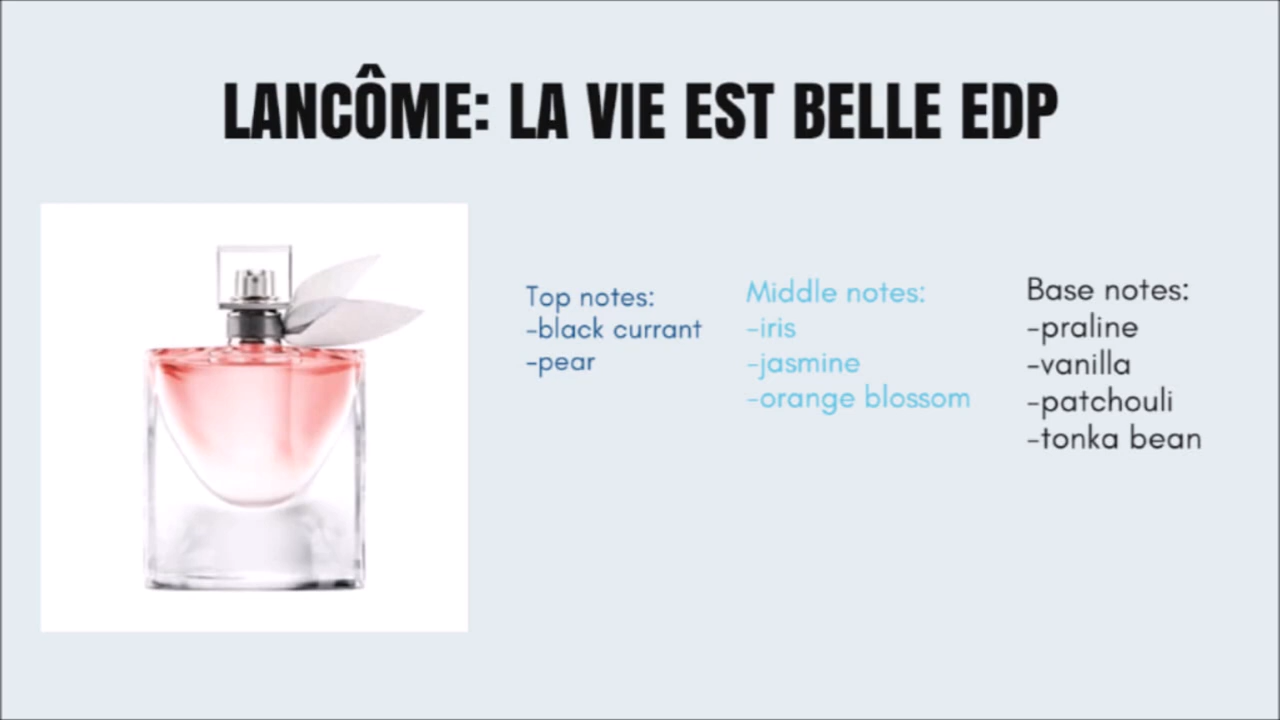 LANCÔME: LA VIE EST BELLE EDP
Top notes:
-black currant
-pear
Middle notes:
-iris
-jasmine
-orange blossom
Base notes:
-praline
-vanilla
-patchouli
-tonka bean